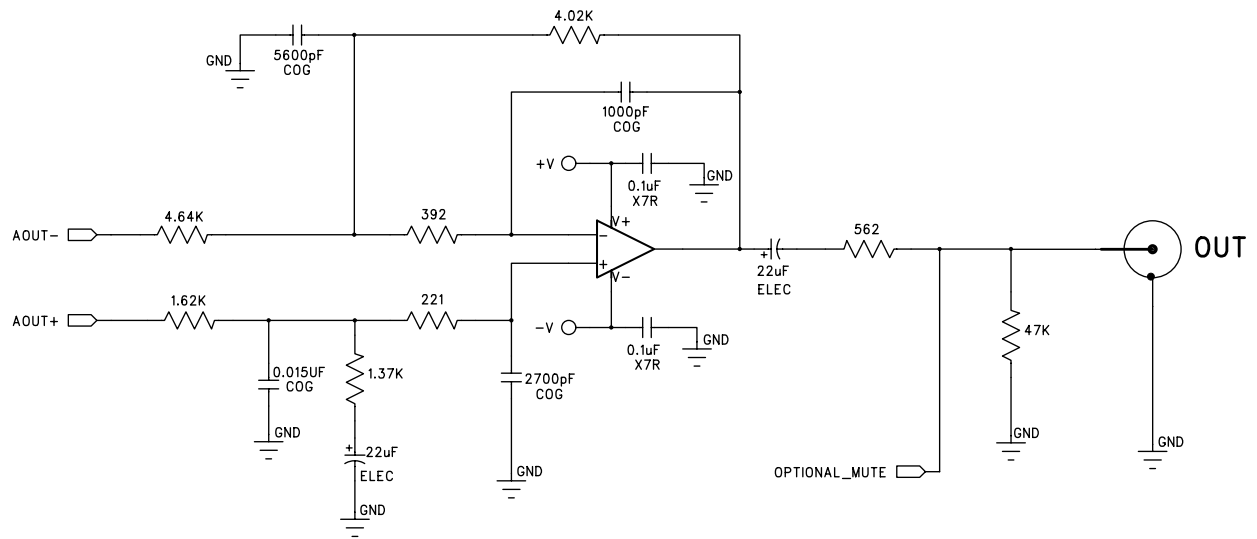 4.02K
GND
5600pF
COG
1000pF
COG
+V
GND
0.1uF
X7R
4.64K
392
V+
AOUT-
−
562
OUT
+
+
22uF
ELEC
V-
1.62K
221
AOUT+
-V
GND
0.1uF
X7R
47K
0.015UF
COG
1.37K
2700pF
COG
GND
GND
GND
+
22uF
ELEC
GND
OPTIONAL_MUTE
GND